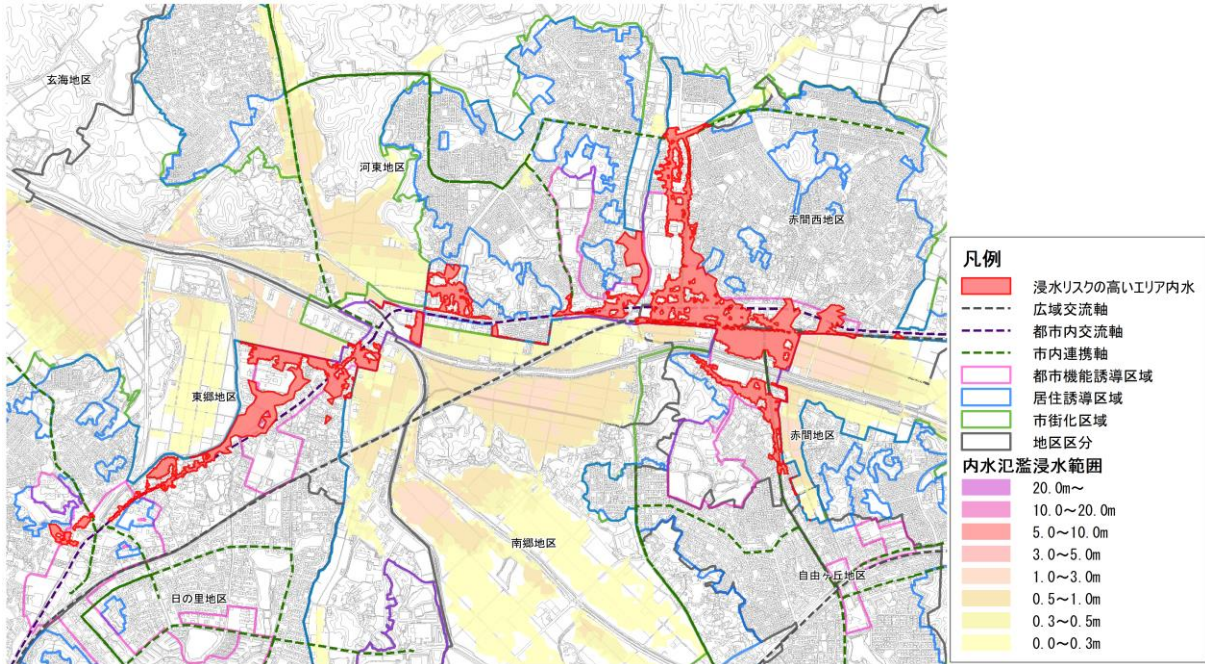 玄海地区
河東地区
赤間西地区
東郷地区
赤間地区
南郷地区
自由ヶ丘地区
日の里地区
凡例
浸水リスクの高いエリア内水
広域交流軸
都市内交流軸
市内連携軸
都市機能誘導区域
居住誘導区域
市街化区域
地区区分
内水氾濫浸水範囲
20.0m~
10.0~20.0m
5.0~10.0m
3.0~5.0m
1.0~3.0m
0.5~1.0m
0.3~0.5m
0.0~0.3m